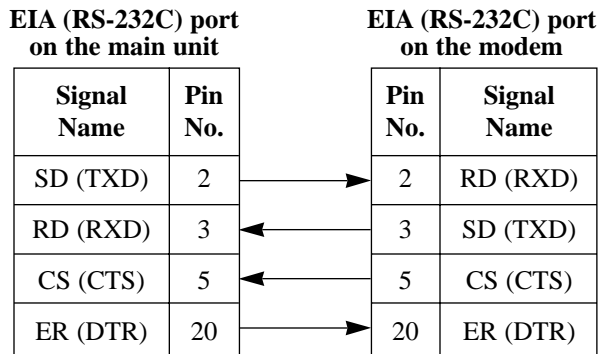 EIA (RS-232C) port on the main unit
EIA (RS-232C) port on the modem
Signal Name Pin No. Pin No. Signal Name
SD (TXD) 2 2 RD (RXD)
RD (RXD) 3 3 SD (TXD)
CS (CTS) 5 5 CS (CTS)
ER (DTR) 20 20 ER (DTR)